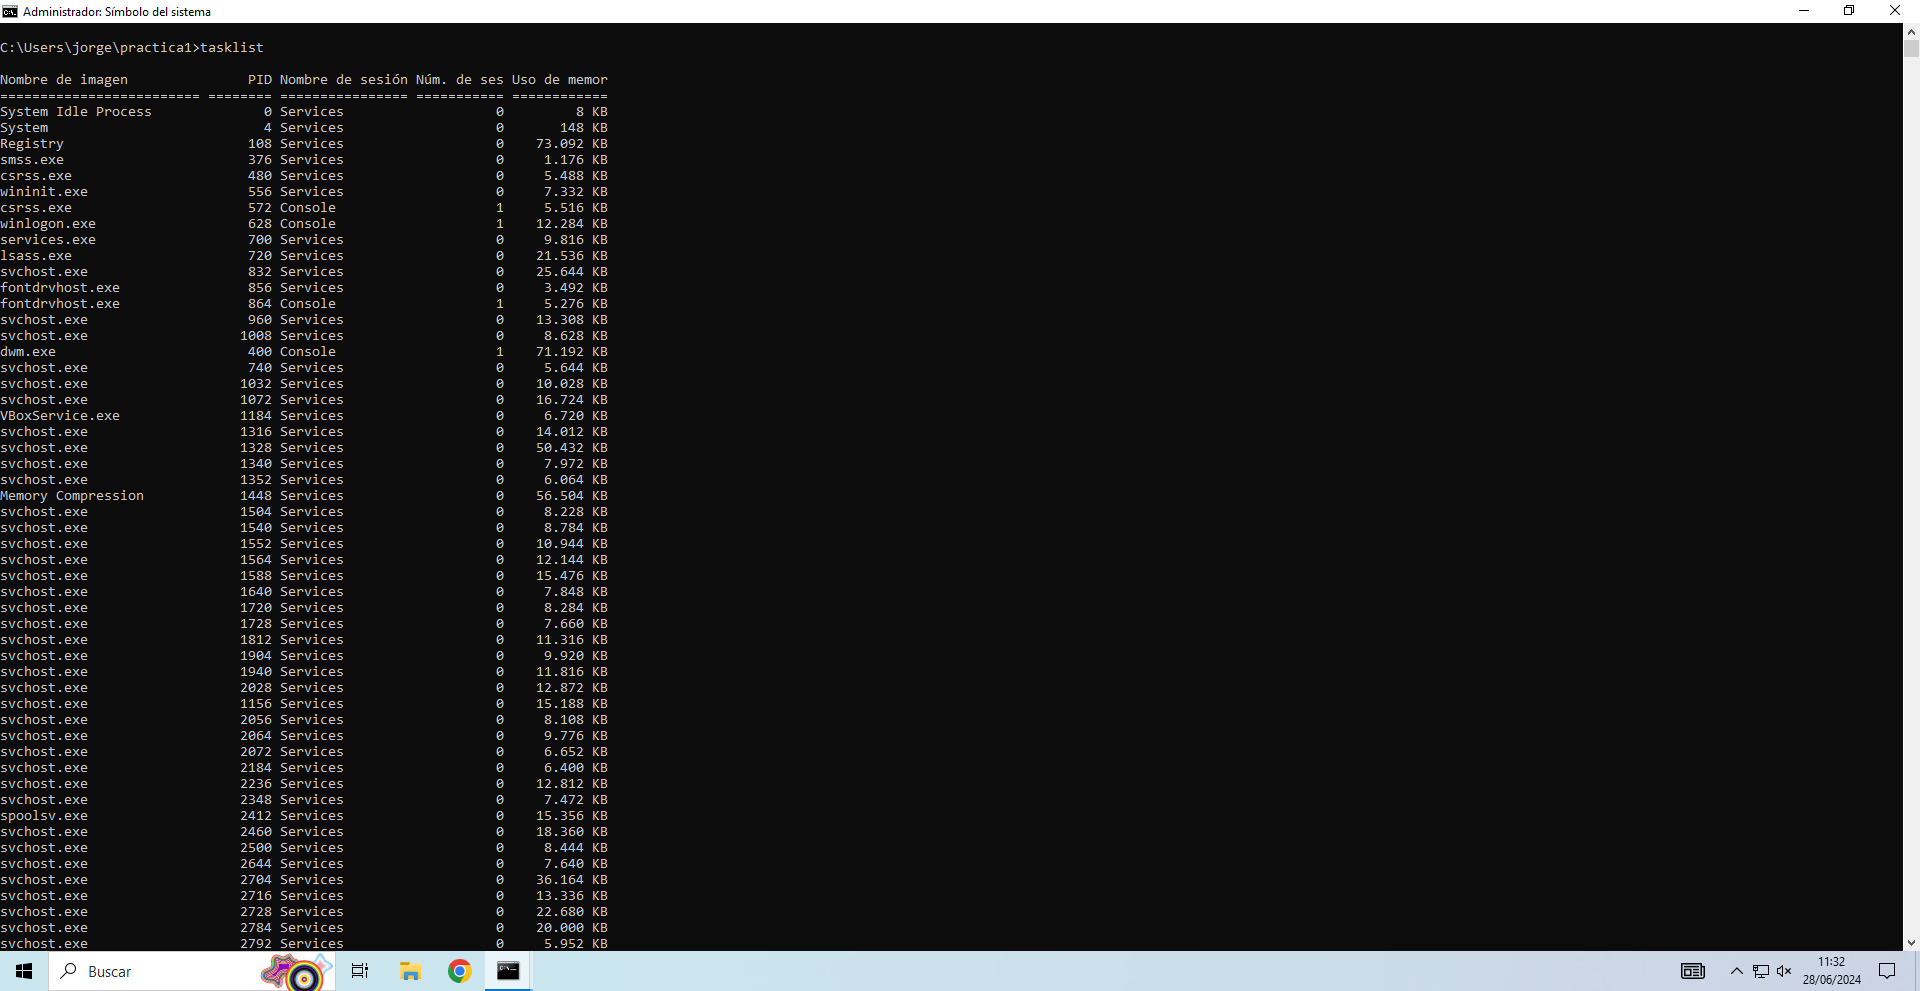 Administrador: Símbolo del sistema
C:\Users\jorge\practica1>tasklist
Nombre de imagen               PID Nombre de sesión Núm. de ses Uso de memor
========================= ======== ================ =========== ============
System Idle Process              0 Services                   0         8 KB
System                           4 Services                   0       148 KB
Registry                       108 Services                   0    73.092 KB
smss.exe                       376 Services                   0     1.176 KB
csrss.exe                      480 Services                   0     5.488 KB
wininit.exe                    556 Services                   0     7.332 KB
csrss.exe                      572 Console                    1     5.516 KB
winlogon.exe                   628 Console                    1    12.284 KB
services.exe                   700 Services                   0     9.816 KB
lsass.exe                      720 Services                   0    21.536 KB
svchost.exe                    832 Services                   0    25.644 KB
fontdrvhost.exe                856 Services                   0     3.492 KB
fontdrvhost.exe                864 Console                    1     5.276 KB
svchost.exe                    960 Services                   0    13.308 KB
svchost.exe                   1008 Services                   0     8.628 KB
dwm.exe                        400 Console                    1    71.192 KB
svchost.exe                    740 Services                   0     5.644 KB
svchost.exe                   1032 Services                   0    10.028 KB
svchost.exe                   1072 Services                   0    16.724 KB
VBoxService.exe               1184 Services                   0     6.720 KB
svchost.exe                   1316 Services                   0    14.012 KB
svchost.exe                   1328 Services                   0    50.432 KB
svchost.exe                   1340 Services                   0     7.972 KB
svchost.exe                   1352 Services                   0     6.064 KB
Memory Compression            1448 Services                   0    56.504 KB
svchost.exe                   1504 Services                   0     8.228 KB
svchost.exe                   1540 Services                   0     8.784 KB
svchost.exe                   1552 Services                   0    10.944 KB
svchost.exe                   1564 Services                   0    12.144 KB
svchost.exe                   1588 Services                   0    15.476 KB
svchost.exe                   1640 Services                   0     7.848 KB
svchost.exe                   1720 Services                   0     8.284 KB
svchost.exe                   1728 Services                   0     7.660 KB
svchost.exe                   1812 Services                   0    11.316 KB
svchost.exe                   1904 Services                   0     9.920 KB
svchost.exe                   1940 Services                   0    11.816 KB
svchost.exe                   2028 Services                   0    12.872 KB
svchost.exe                   1156 Services                   0    15.188 KB
svchost.exe                   2056 Services                   0     8.108 KB
svchost.exe                   2064 Services                   0     9.776 KB
svchost.exe                   2072 Services                   0     6.652 KB
svchost.exe                   2184 Services                   0     6.400 KB
svchost.exe                   2236 Services                   0    12.812 KB
svchost.exe                   2348 Services                   0     7.472 KB
spoolsv.exe                   2412 Services                   0    15.356 KB
svchost.exe                   2460 Services                   0    18.360 KB
svchost.exe                   2500 Services                   0     8.444 KB
svchost.exe                   2644 Services                   0     7.640 KB
svchost.exe                   2704 Services                   0    36.164 KB
svchost.exe                   2716 Services                   0    13.336 KB
svchost.exe                   2728 Services                   0    22.680 KB
svchost.exe                   2784 Services                   0    20.000 KB
svchost.exe                   2792 Services                   0     5.952 KB
Buscar
11:32
28/06/2024